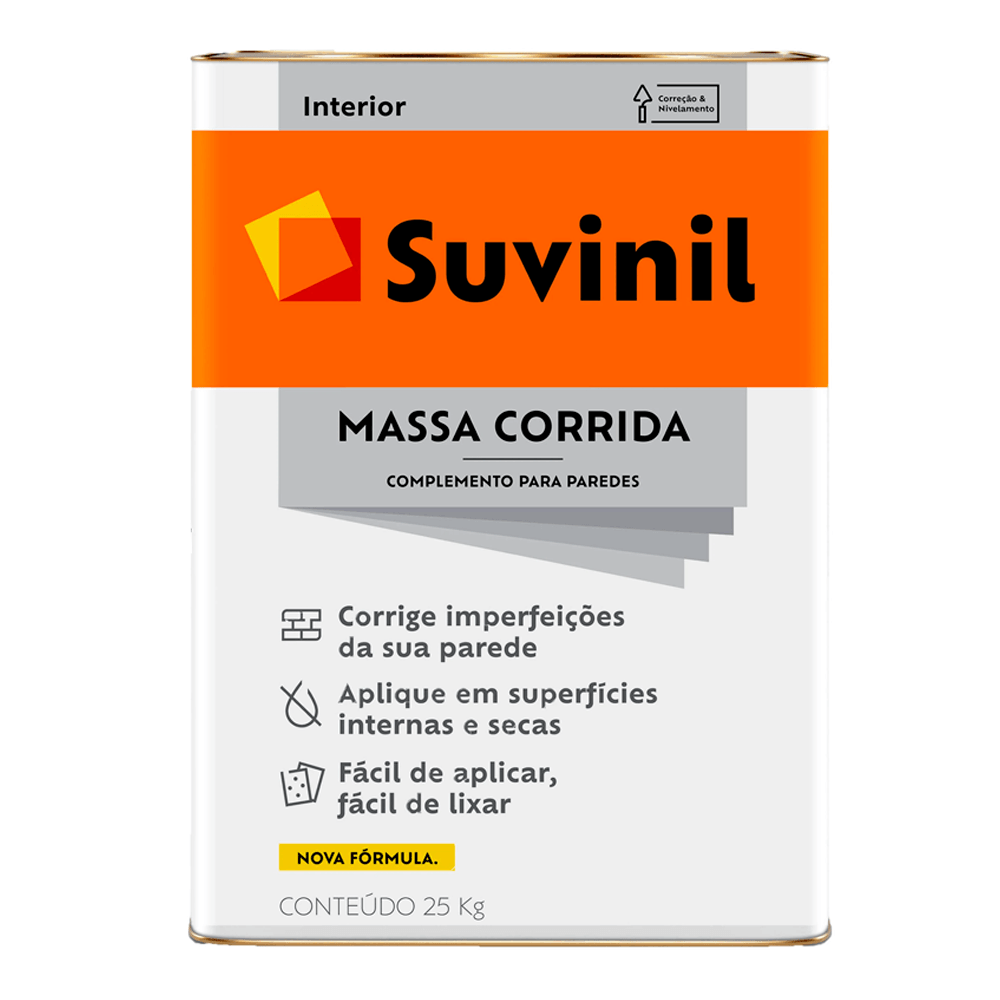 Interior
Correção &
Nivelamento
Suvinil
MASSA CORRIDA
COMPLEMENTO PARA PAREDES
Corrige imperfeições
da sua parede
Aplique em superfícies
internas e secas
Fácil de aplicar,
fácil de lixar
NOVA FÓRMULA.
CONTEÚDO 25 Kg